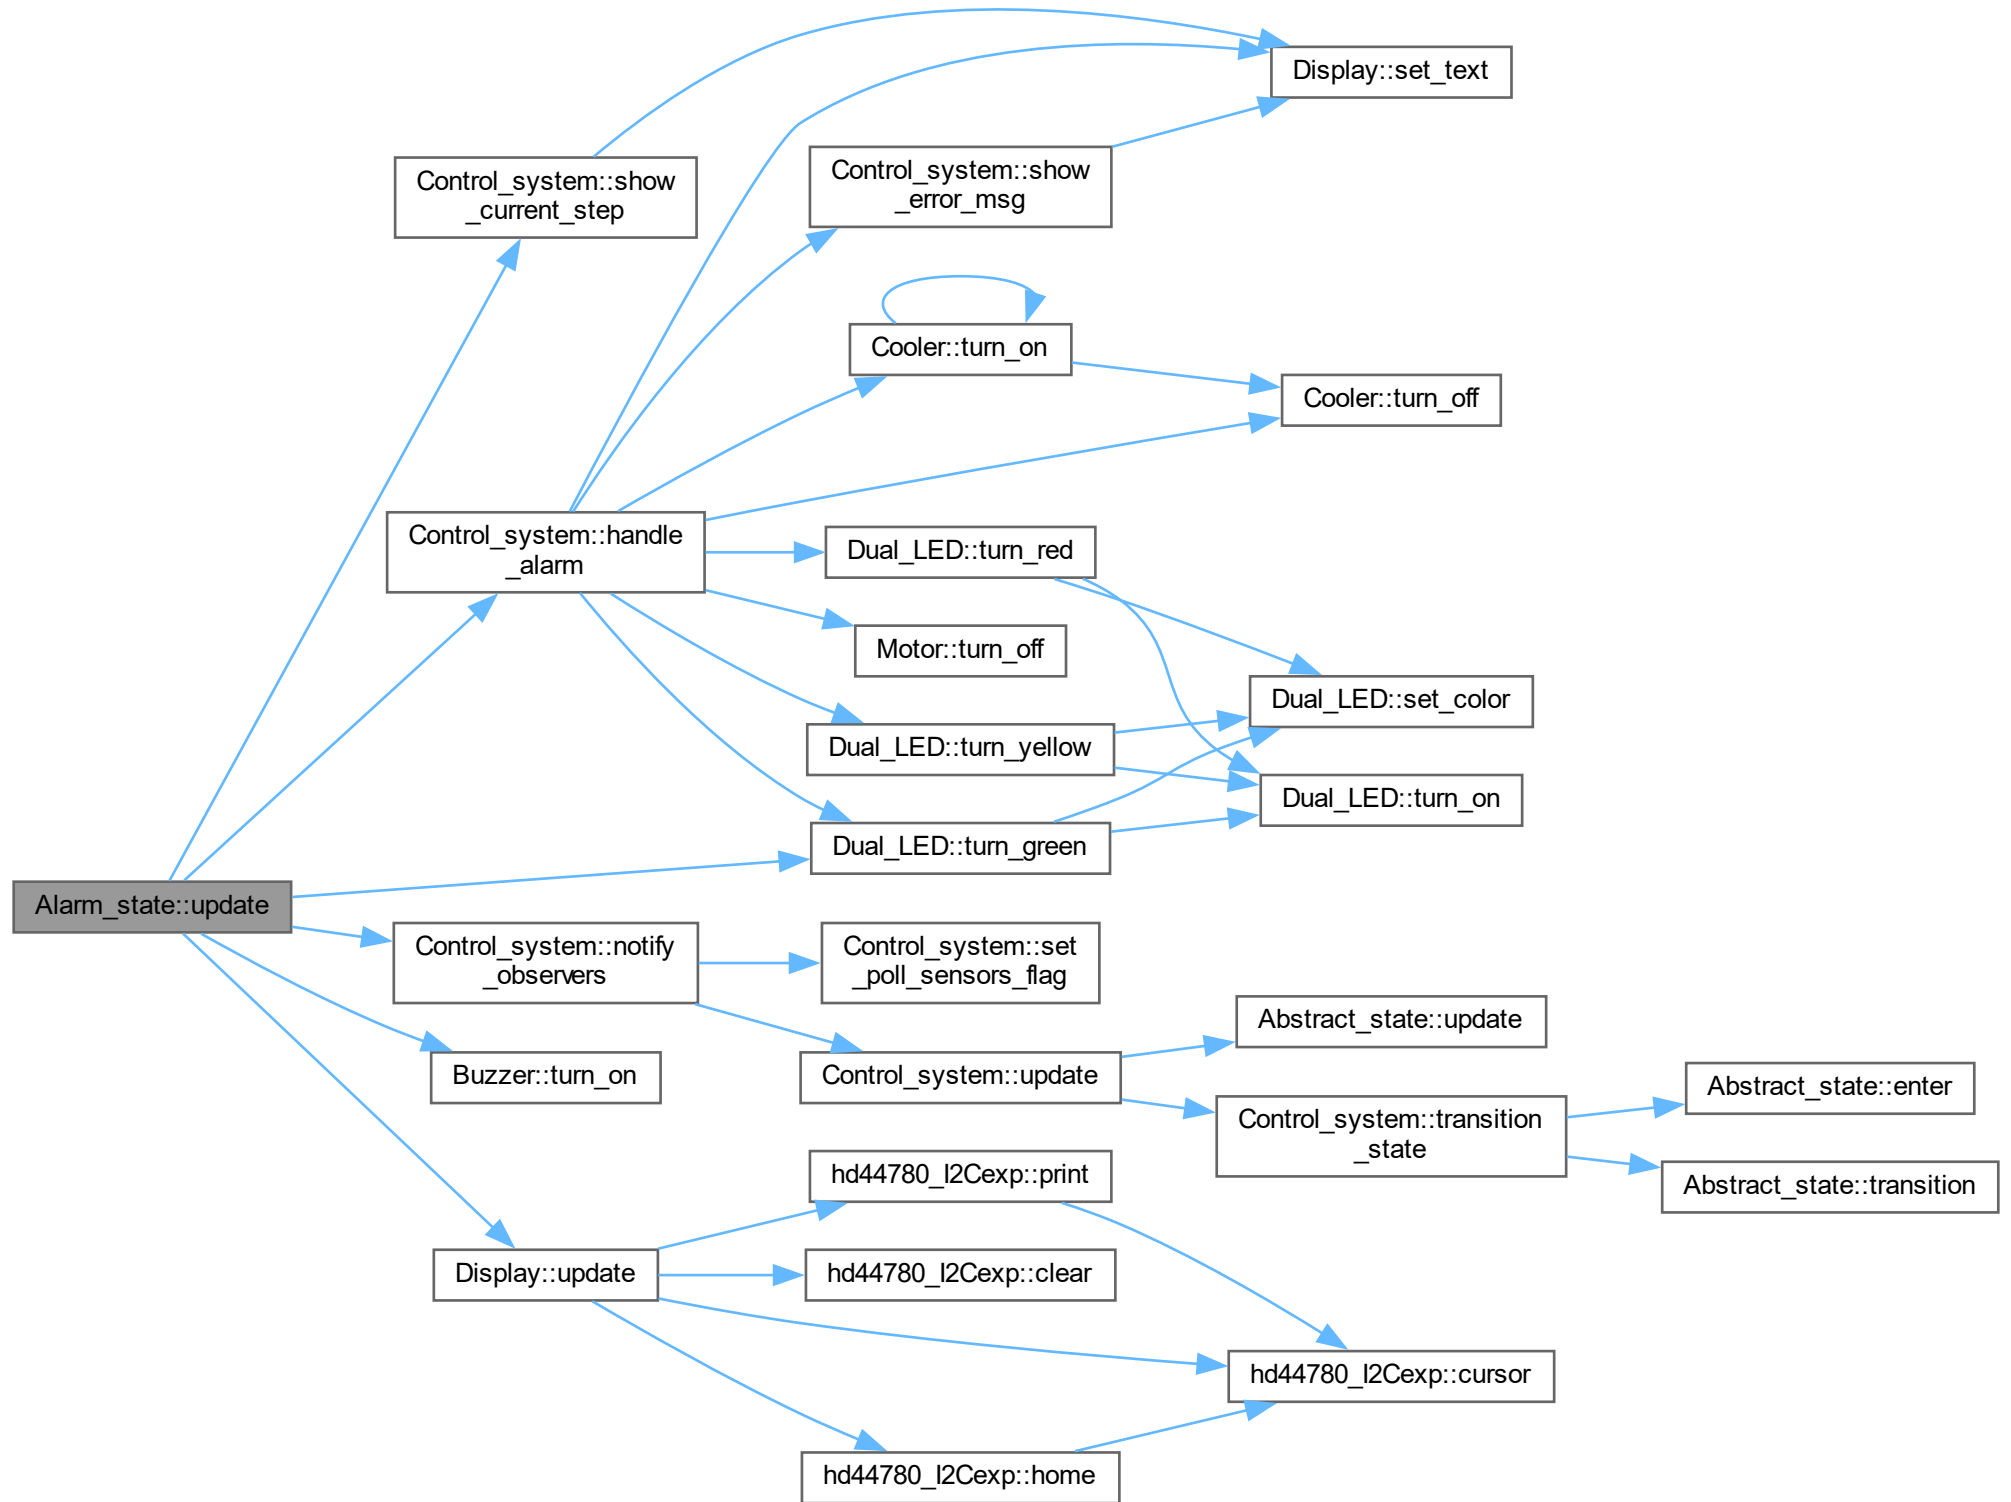 Display::set_text
Control_system::show
_error_msg
Control_system::show
_current_step
Cooler::turn_on
Cooler::turn_off
Control_system::handle
_alarm
Dual_LED::turn_red
Motor::turn_off
Dual_LED::set_color
Dual_LED::turn_yellow
Dual_LED::turn_on
Dual_LED::turn_green
Alarm_state::update
Control_system::notify
_observers
Control_system::set
_poll_sensors_flag
Abstract_state::update
Buzzer::turn_on
Control_system::update
Abstract_state::enter
Control_system::transition
_state
Abstract_state::transition
hd44780_I2Cexp::print
Display::update
hd44780_I2Cexp::clear
hd44780_I2Cexp::cursor
hd44780_I2Cexp::home